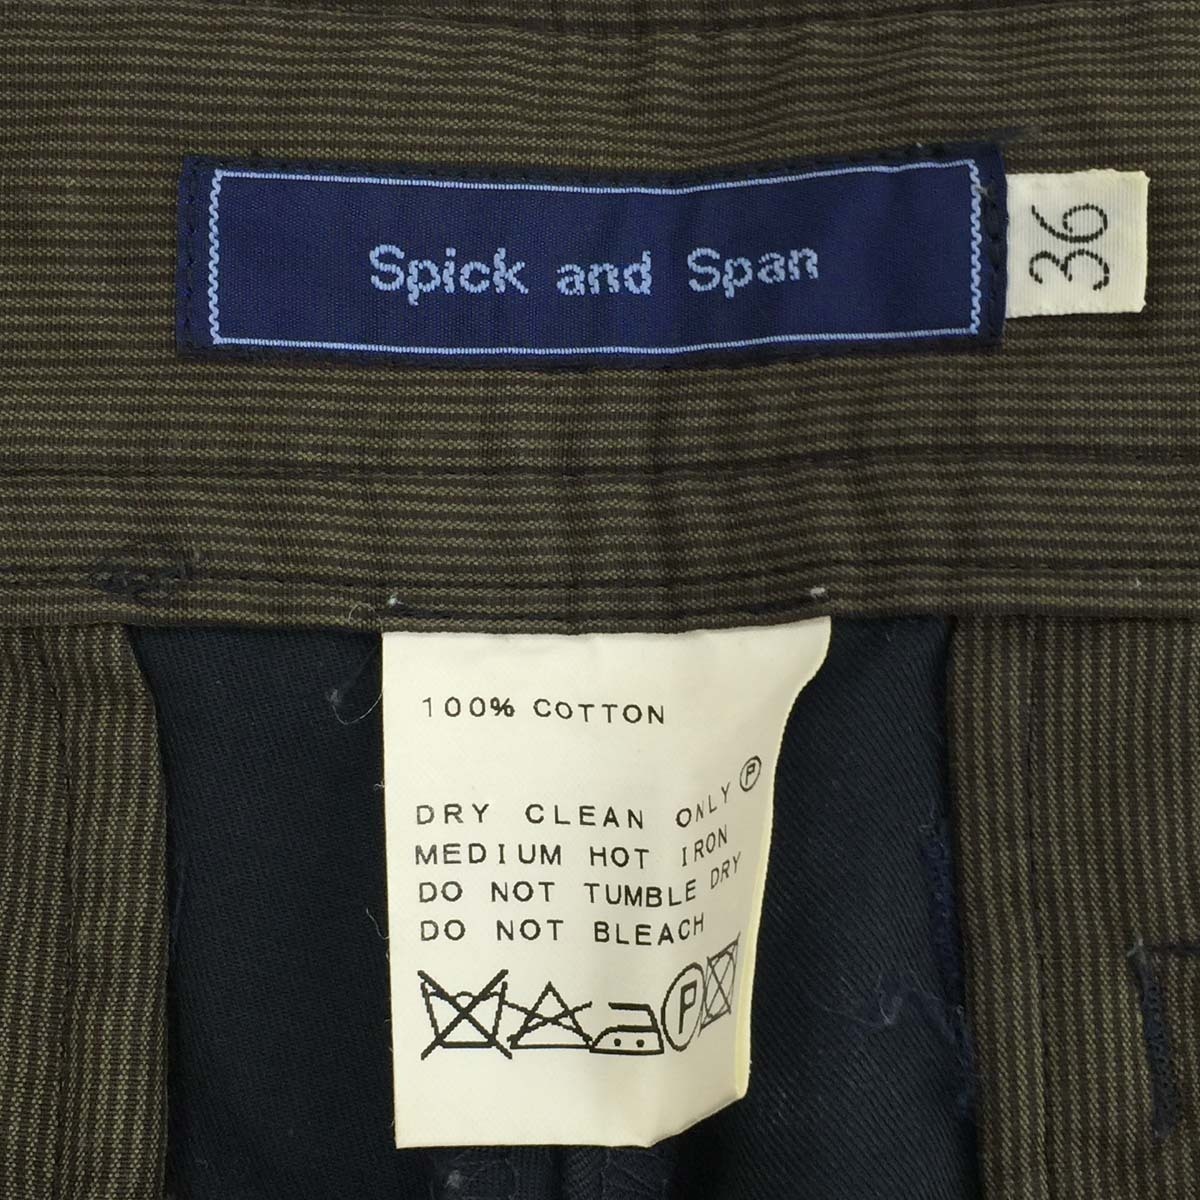 Spick and Span
36
100% COTTON
DRY CLEAN ONLY Ⓟ
MEDIUM HOT IRON
DO NOT TUMBLE DRY
DO NOT BLEACH
P